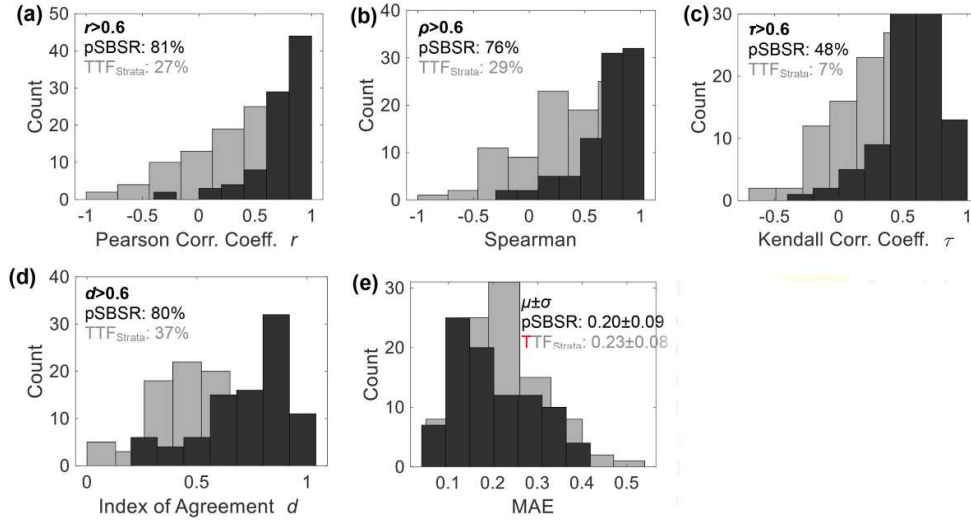 (a)
r>0.6
pSBSR: 81%
TTFStrata: 27%
50
40
30
20
10
0
Count
-1 -0.5 0 0.5 1
Pearson Corr. Coeff. r
(b)
ρ>0.6
pSBSR: 76%
TTFStrata: 29%
40
30
20
10
0
Count
-1 -0.5 0 0.5 1
Spearman
(c)
τ>0.6
pSBSR: 48%
TTFStrata: 7%
30
20
10
0
Count
0 1
Kendall Corr. Coeff. τ
(d)
d>0.6
pSBSR: 80%
TTFStrata: 37%
40
30
20
10
0
Count
0 0.5 1
Index of Agreement d
(e)
μ±σ
pSBSR: 0.20±0.09
TTFStrata: 0.23±0.08
30
20
10
0
Count
0.1 0.2 0.3 0.4 0.5
MAE